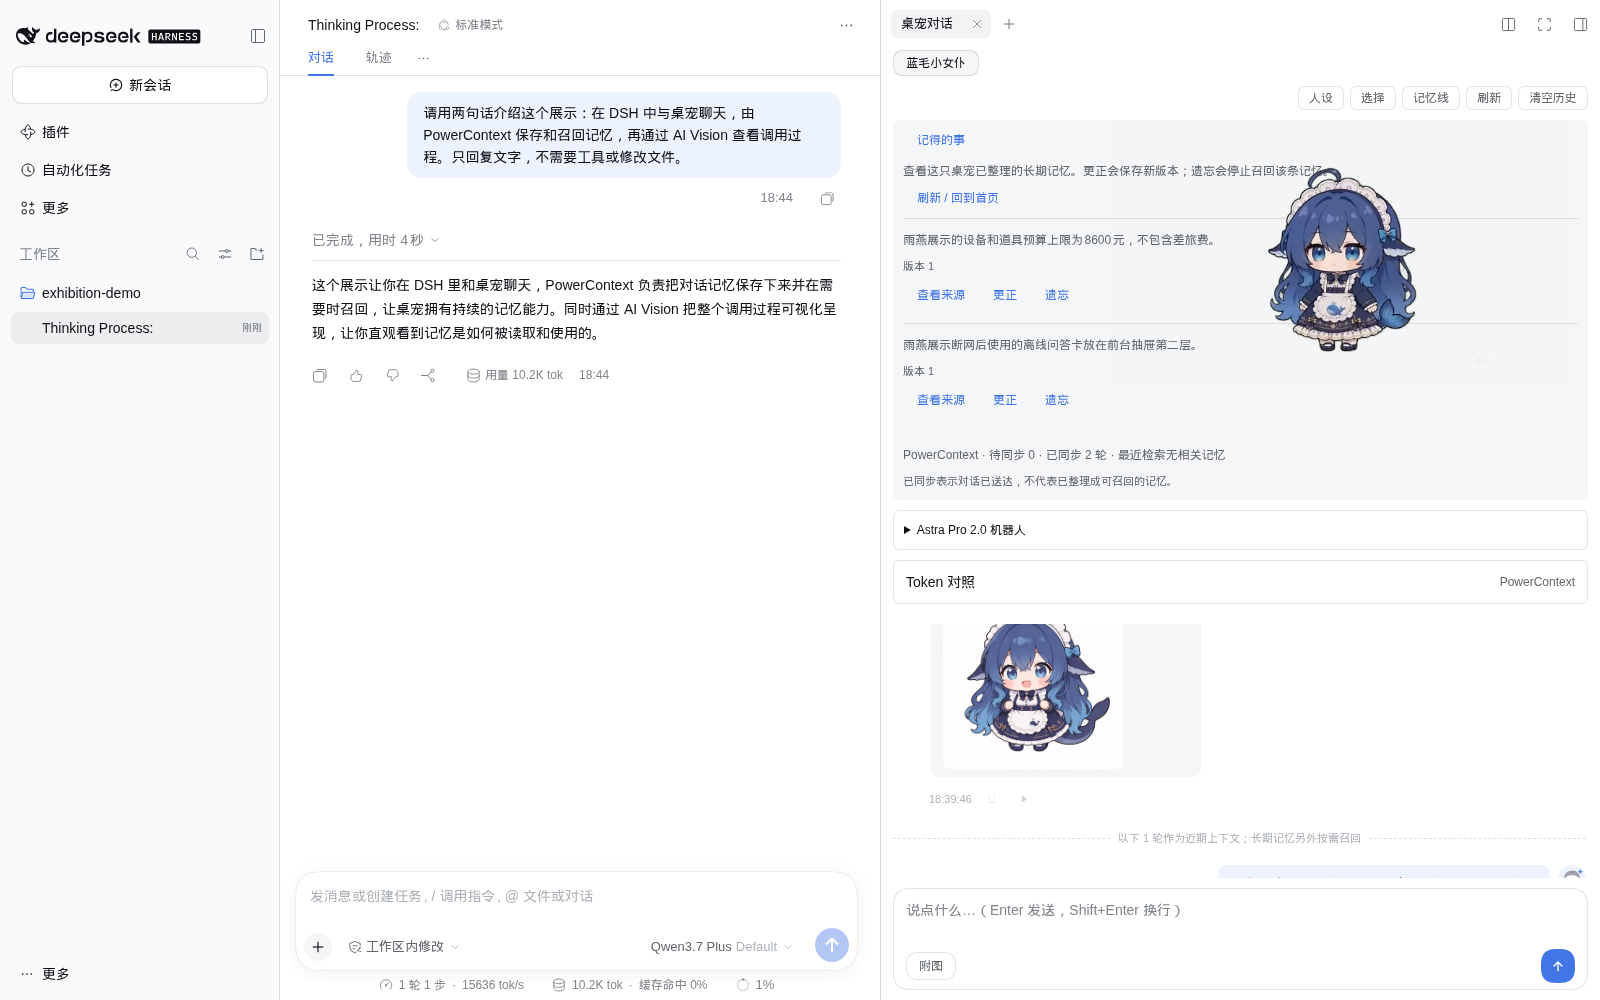 deepseek HARNESS
新会话
插件
自动化任务
更多
工作区
exhibition-demo
Thinking Process:
刚刚
更多
Thinking Process:
标准模式
对话
轨迹
请用两句话介绍这个展示：在 DSH 中与桌宠聊天，由
PowerContext 保存和召回记忆，再通过 AI Vision 查看调用过
程。只回复文字，不需要工具或修改文件。
18:44
已完成，用时 4秒
这个展示让你在 DSH 里和桌宠聊天，PowerContext 负责把对话记忆保存下来并在需
要时召回，让桌宠拥有持续的记忆能力。同时通过 AI Vision 把整个调用过程可视化呈
现，让你直观看到记忆是如何被读取和使用的。
用量 10.2K tok
18:44
发消息或创建任务, / 调用指令, @ 文件或对话
工作区内修改
Qwen3.7 Plus Default
1 轮 1 步 · 15636 tok/s
10.2K tok · 缓存命中 0%
1%
桌宠对话
蓝毛小女仆
人设
选择
记忆线
刷新
清空历史
记得的事
查看这只桌宠已整理的长期记忆。更正会保存新版本；遗忘会停止召回该条记忆。
刷新 / 回到首页
雨燕展示的设备和道具预算上限为8600元，不包含差旅费。
版本 1
查看来源
更正
遗忘
雨燕展示断网后使用的离线问答卡放在前台抽屉第二层。
版本 1
查看来源
更正
遗忘
PowerContext · 待同步 0 · 已同步 2 轮 · 最近检索无相关记忆
已同步表示对话已送达，不代表已整理成可召回的记忆。
Astra Pro 2.0 机器人
Token 对照
PowerContext
18:39:46
以下 1 轮作为近期上下文；长期记忆另外按需召回
说点什么…（Enter 发送，Shift+Enter 换行）
附图